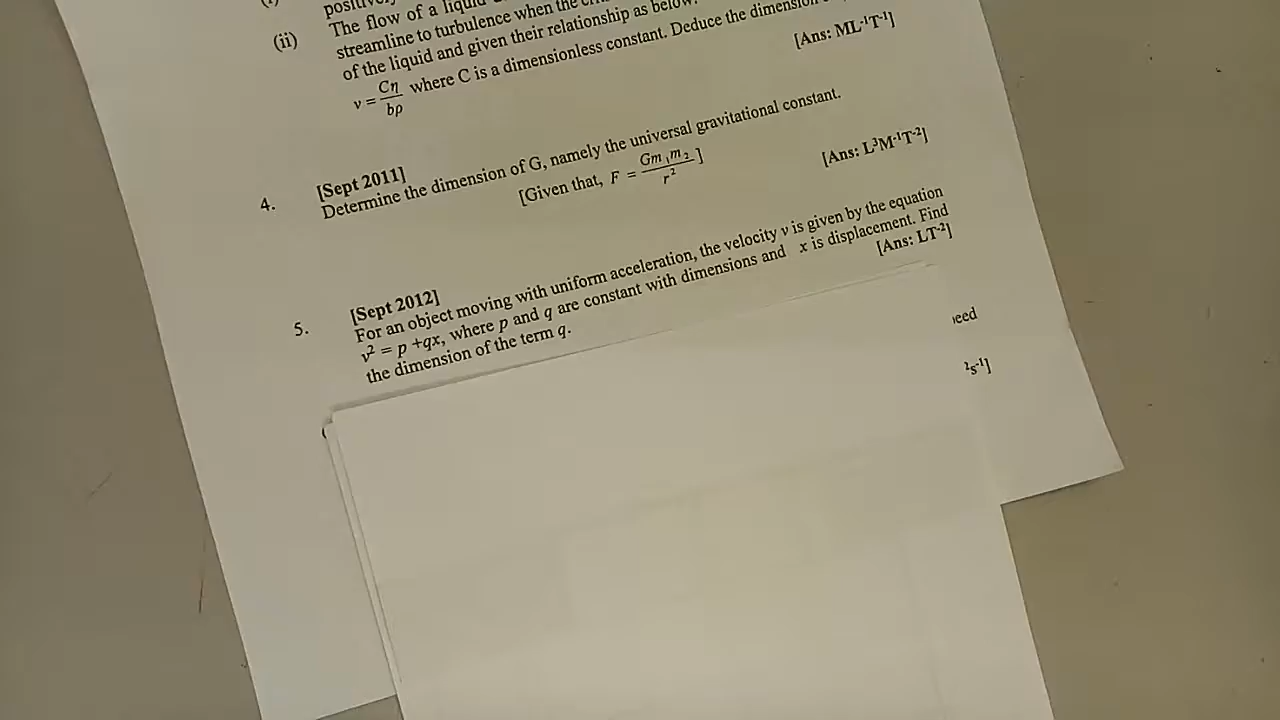 (ii) The flow of a liquid
streamline to turbulence when the
of the liquid and given their relationship as below.
v = Cη/bρ where C is a dimensionless constant. Deduce the
[Ans: ML⁻¹T⁻¹]
4. [Sept 2011]
Determine the dimension of G, namely the universal gravitational constant.
[Given that, F = Gm₁m₂/r² ]
[Ans: L³M⁻¹T⁻²]
5. [Sept 2012]
For an object moving with uniform acceleration, the velocity v is given by the equation
v² = p +qx, where p and q are constant with dimensions and x is displacement. Find
the dimension of the term q.
[Ans: LT⁻²]
²s⁻¹]